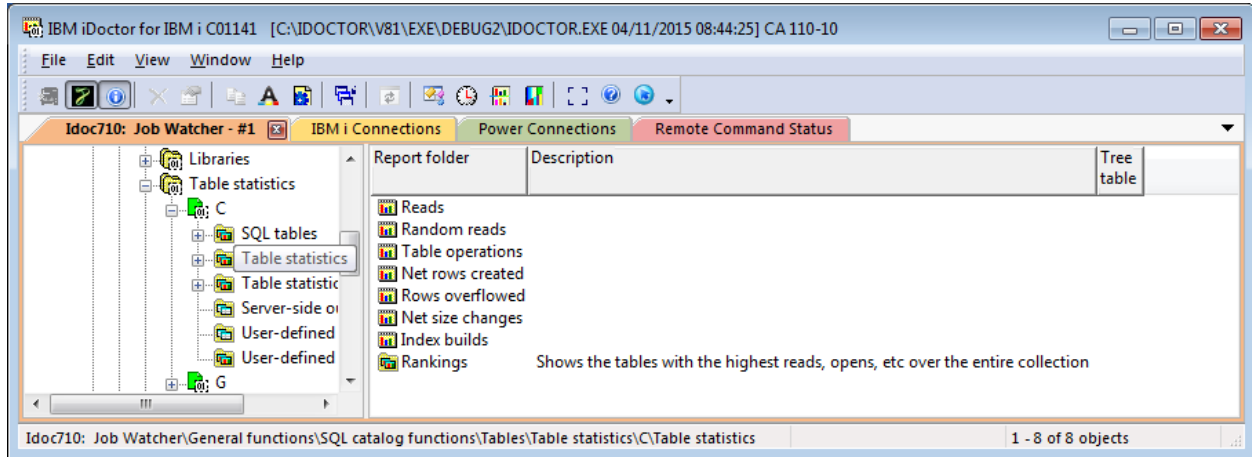 IBM iDoctor for IBM i C01141 [C:\IDOCTOR\V81\EXE\DEBUG2\IDOCTOR.EXE 04/11/2015 08:44:25] CA 110-10
File Edit View Window Help
Idoc710: Job Watcher - #1 IBM i Connections Power Connections Remote Command Status
Libraries
Table statistics
C
SQL tables
Table statistics
Table statistic
Server-side
User-defined
User-defined
G
Report folder Description Tree table
Reads
Random reads
Table operations
Net rows created
Rows overflowed
Net size changes
Index builds
Rankings Shows the tables with the highest reads, opens, etc over the entire collection
Idoc710: Job Watcher\General functions\SQL catalog functions\Tables\Table statistics\C\Table statistics 1 - 8 of 8 objects